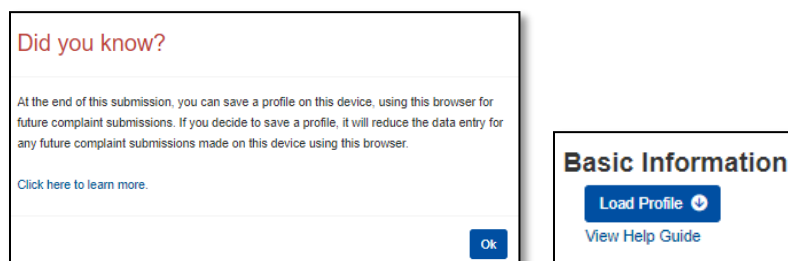 Did you know?
At the end of this submission, you can save a profile on this device, using this browser for
future complaint submissions. If you decide to save a profile, it will reduce the data entry for
any future complaint submissions made on this device using this browser.
Click here to learn more.
Ok
Basic Information
Load Profile
View Help Guide